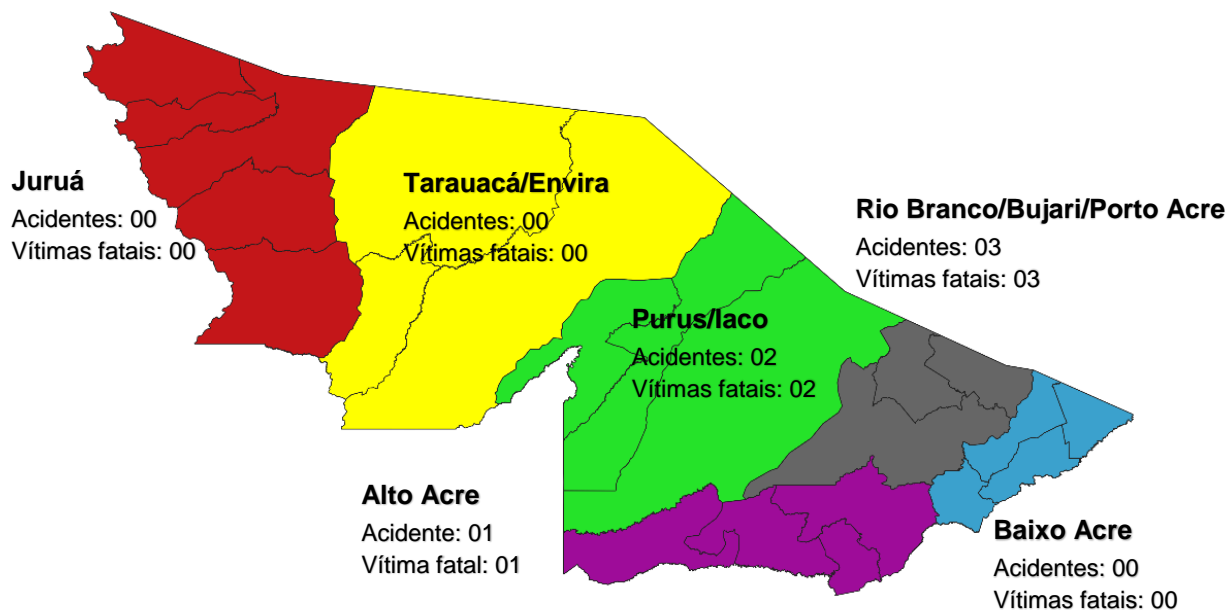 Juruá
Acidentes: 00
Vítimas fatais: 00
Tarauacá/Envira
Acidentes: 00
Vítimas fatais: 00
Rio Branco/Bujari/Porto Acre
Acidentes: 03
Vítimas fatais: 03
Purus/Iaco
Acidentes: 02
Vítimas fatais: 02
Alto Acre
Acidente: 01
Vítima fatal: 01
Baixo Acre
Acidentes: 00
Vítimas fatais: 00